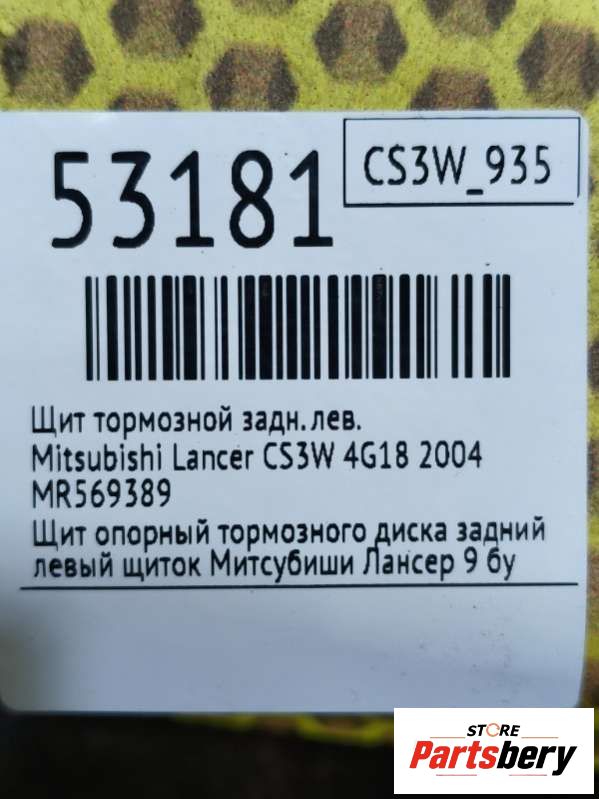 53181
CS3W_935
Щит тормозной задн.лев.
Mitsubishi Lancer CS3W 4G18 2004
MR569389
Щит опорный тормозного диска задний
левый щиток Митсубиши Лансер 9 бу
STORE
Partsbery